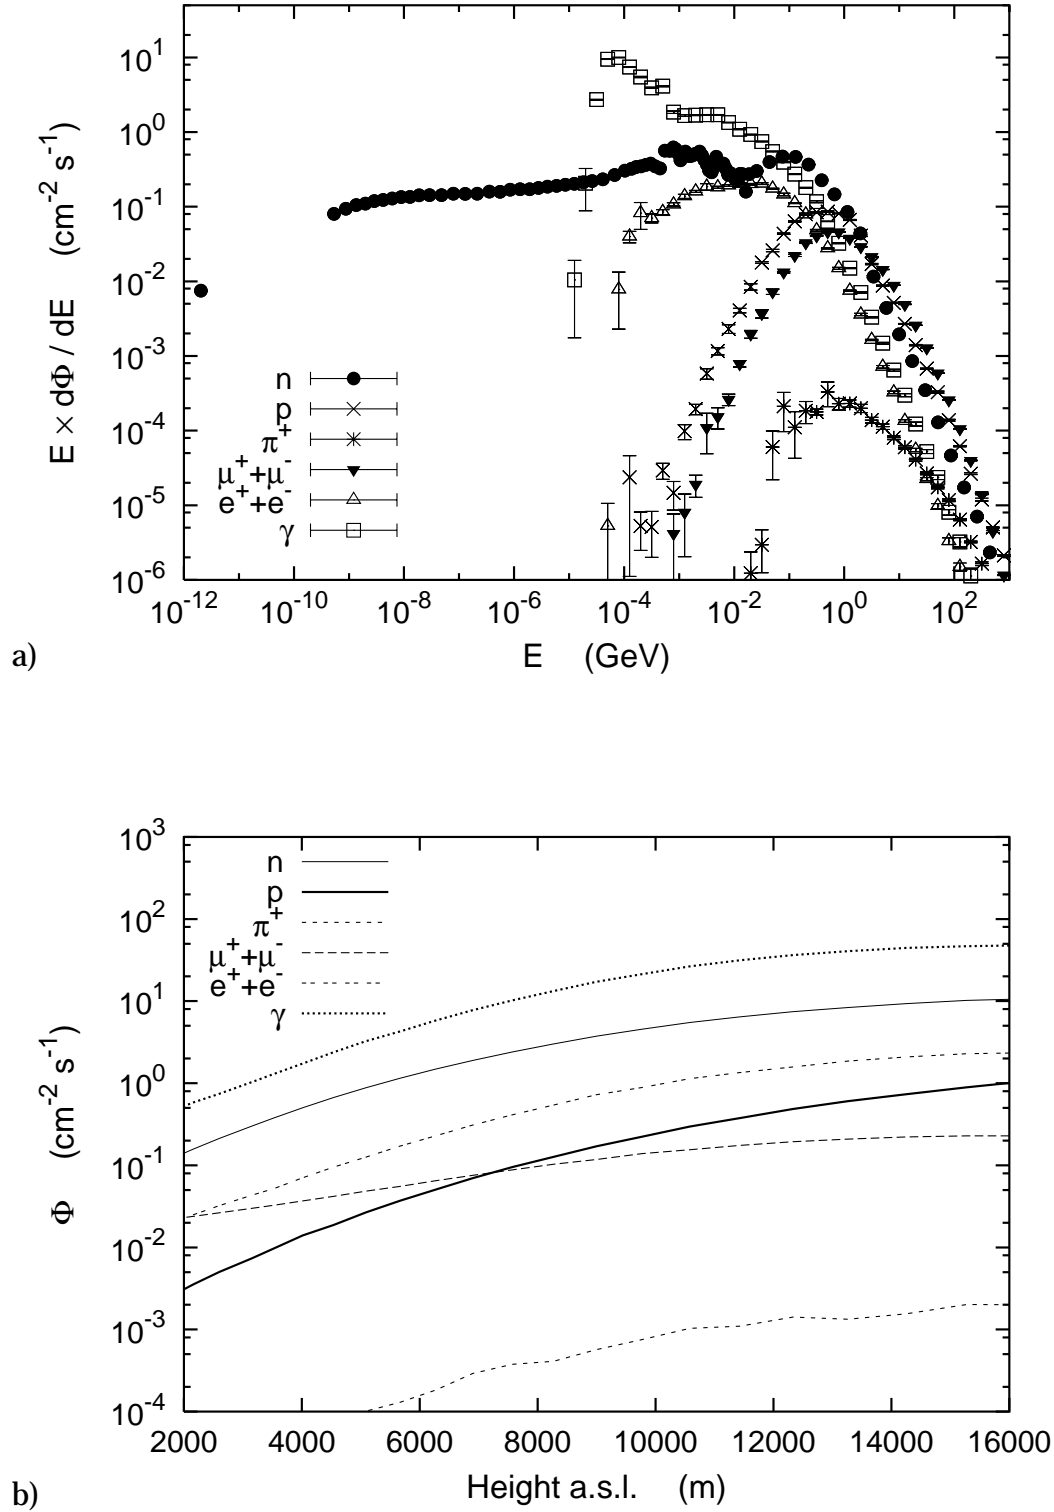 10^1
10^0
10^-1
10^-2
10^-3
10^-4
10^-5
10^-6
E × dΦ / dE (cm^-2 s^-1)
n
p
π^+
μ^+ + μ^-
e^+ + e^-
γ
10^-12 10^-10 10^-8 10^-6 10^-4 10^-2 10^0 10^2
E (GeV)
a)
10^3
10^2
10^1
10^0
10^-1
10^-2
10^-3
10^-4
Φ (cm^-2 s^-1)
n
p
π^+
μ^+ + μ^-
e^+ + e^-
γ
2000 4000 6000 8000 10000 12000 14000 16000
Height a.s.l. (m)
b)